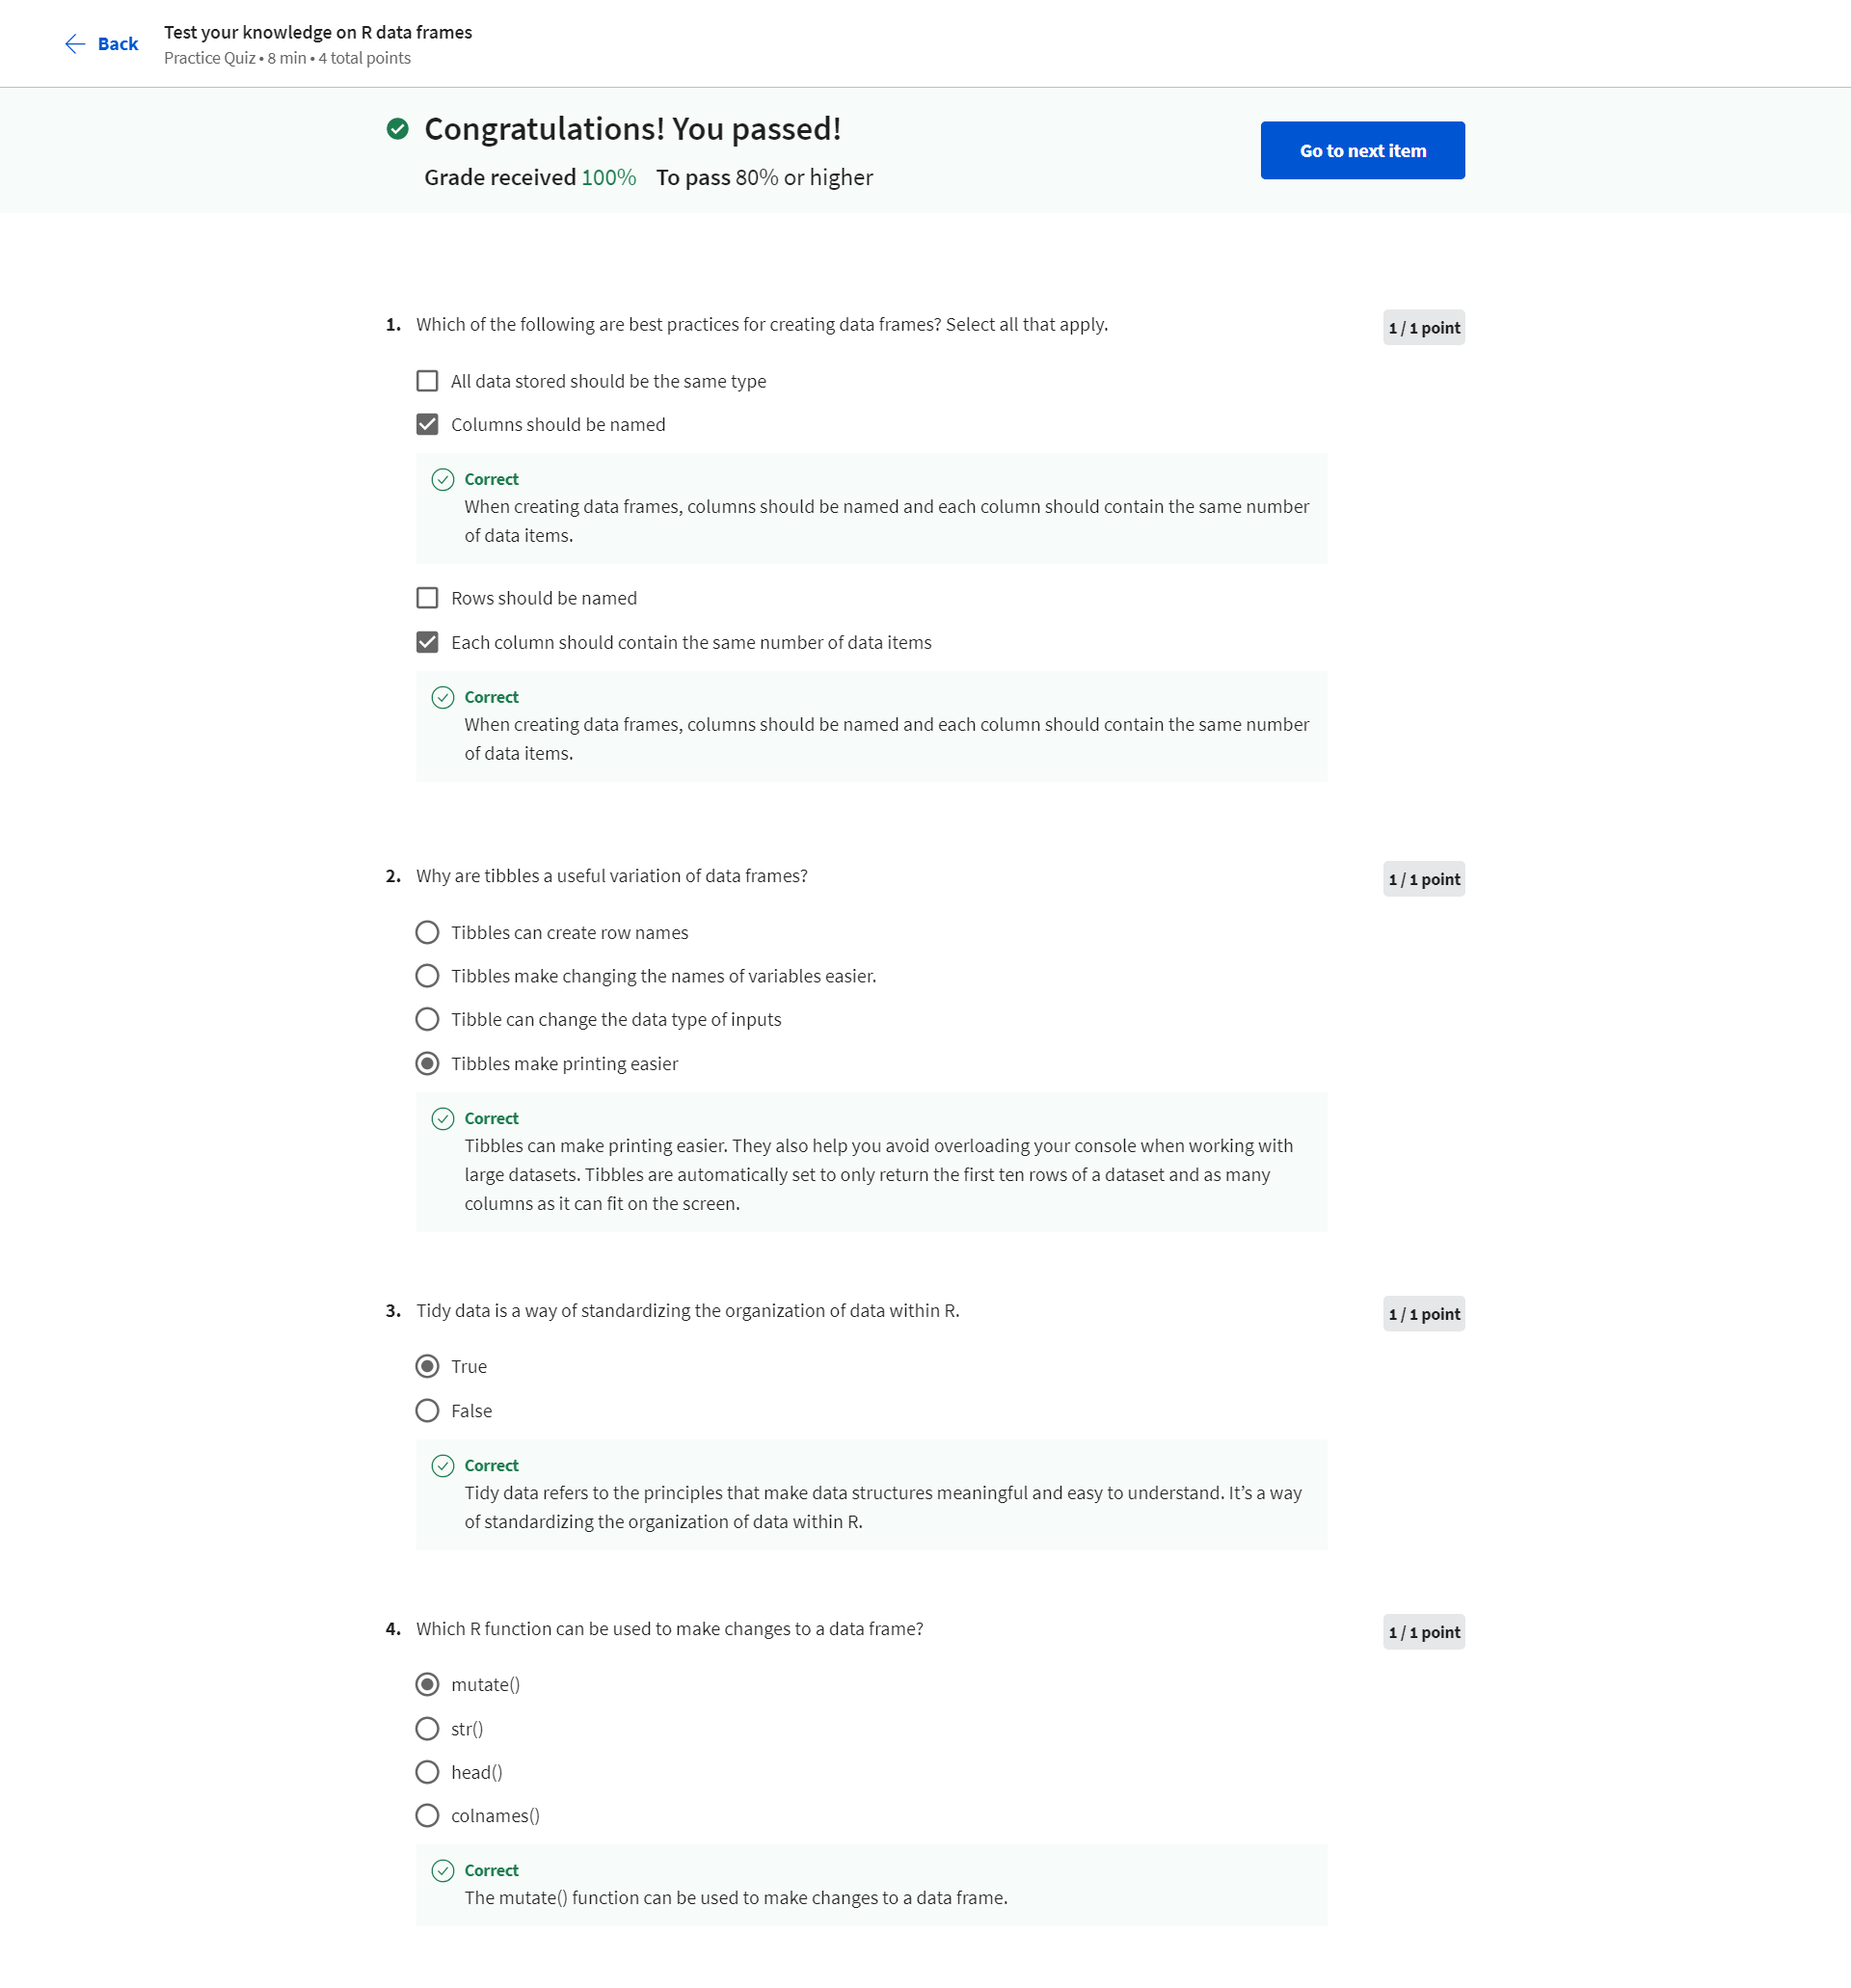 Back
Test your knowledge on R data frames
Practice Quiz • 8 min • 4 total points
Congratulations! You passed!
Grade received 100% To pass 80% or higher
Go to next item
1. Which of the following are best practices for creating data frames? Select all that apply.
1 / 1 point
All data stored should be the same type
Columns should be named
Correct
When creating data frames, columns should be named and each column should contain the same number
of data items.
Rows should be named
Each column should contain the same number of data items
Correct
When creating data frames, columns should be named and each column should contain the same number
of data items.
2. Why are tibbles a useful variation of data frames?
1 / 1 point
Tibbles can create row names
Tibbles make changing the names of variables easier.
Tibble can change the data type of inputs
Tibbles make printing easier
Correct
Tibbles can make printing easier. They also help you avoid overloading your console when working with
large datasets. Tibbles are automatically set to only return the first ten rows of a dataset and as many
columns as it can fit on the screen.
3. Tidy data is a way of standardizing the organization of data within R.
1 / 1 point
True
False
Correct
Tidy data refers to the principles that make data structures meaningful and easy to understand. It’s a way
of standardizing the organization of data within R.
4. Which R function can be used to make changes to a data frame?
1 / 1 point
mutate()
str()
head()
colnames()
Correct
The mutate() function can be used to make changes to a data frame.